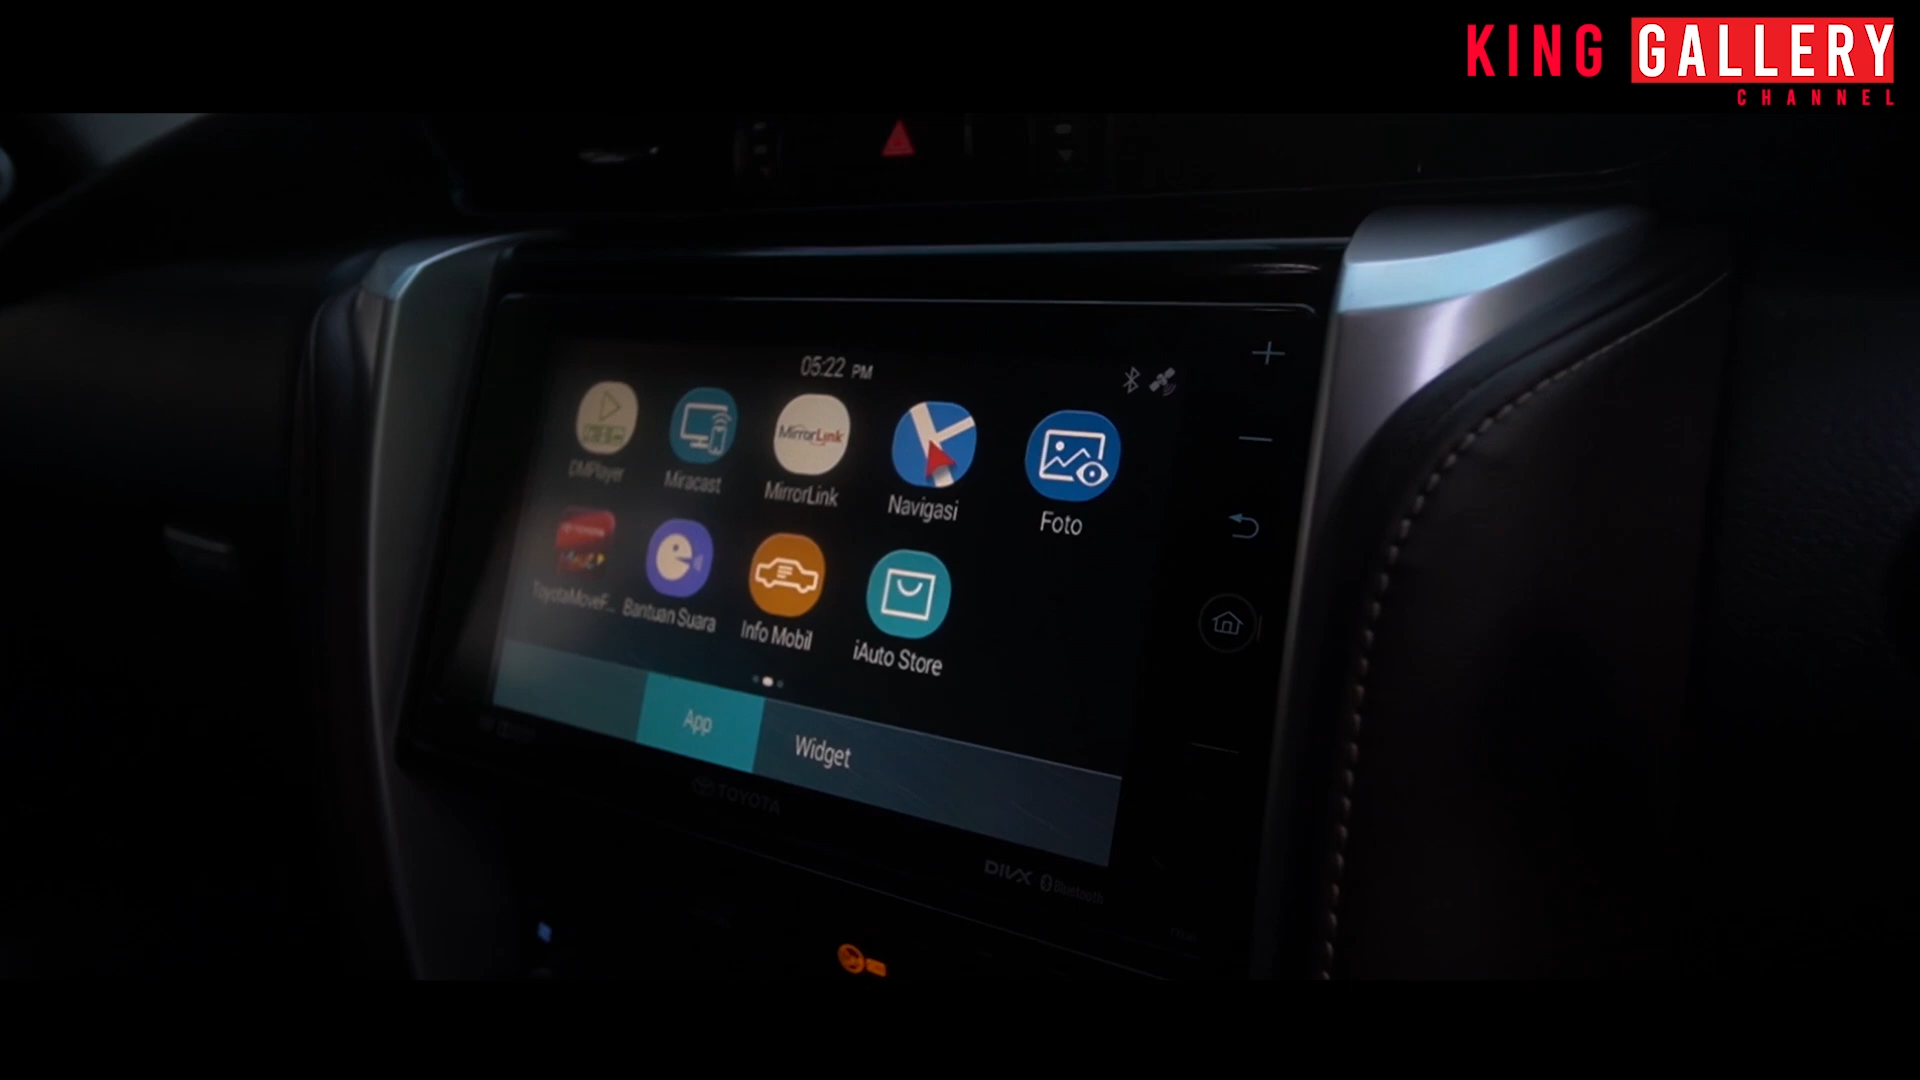 KING GALLERY
CHANNEL
05:22 PM
DMPlayer
Miracast
MirrorLink
MirrorLink
Navigasi
Foto
ToyotaMoveF...
Bantuan Suara
Info Mobil
iAuto Store
App
Widget
TOYOTA
DIVX Bluetooth